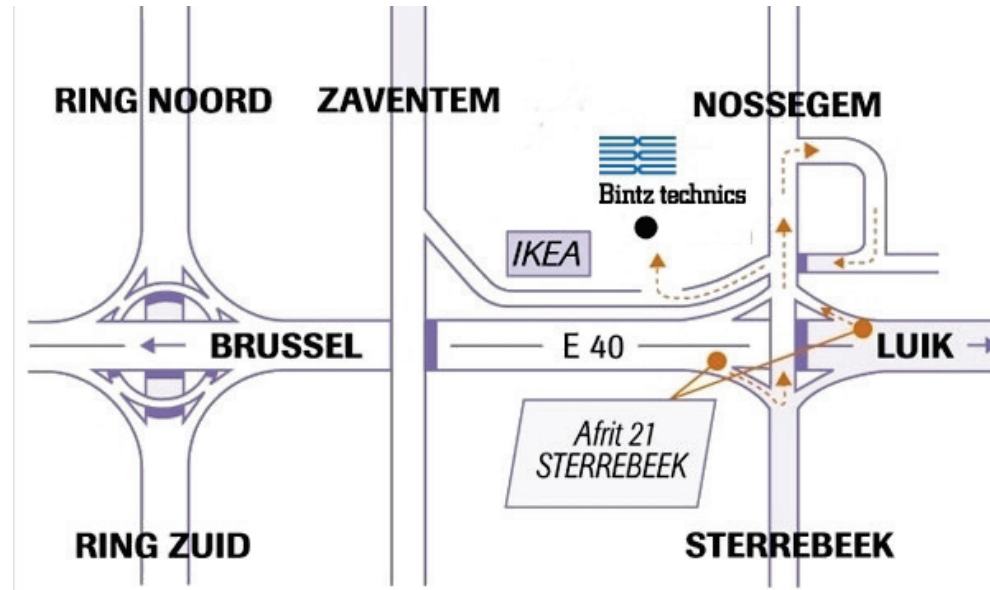 RING NOORD
ZAVENTEM
NOSSEGEM
Bintz technics
IKEA
BRUSSEL
E 40
LUIK
Afrit 21
STERREBEEK
RING ZUID
STERREBEEK